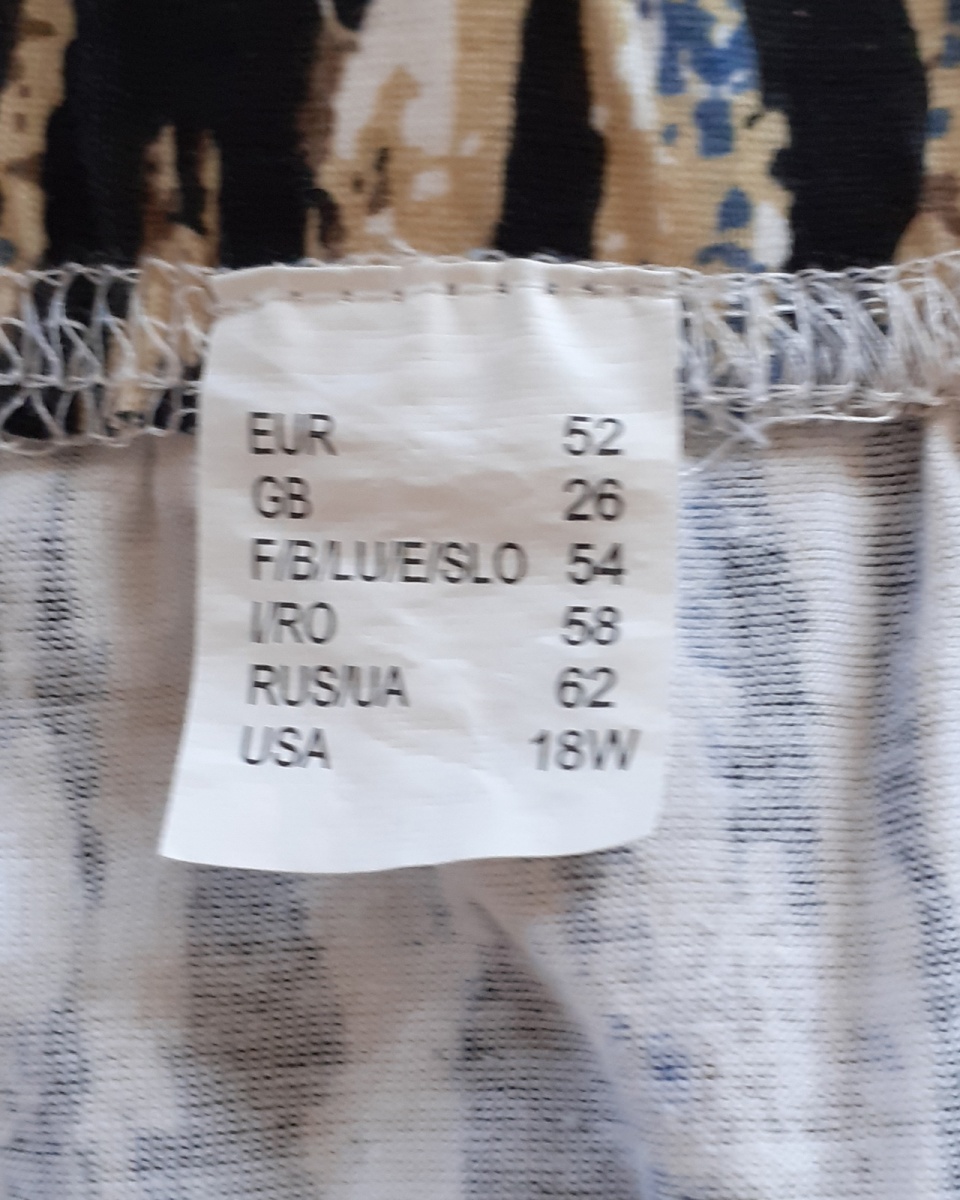 EUR 52
GB 26
F/B/LU/E/SLO 54
I/RO 58
RUS/UA 62
USA 18W